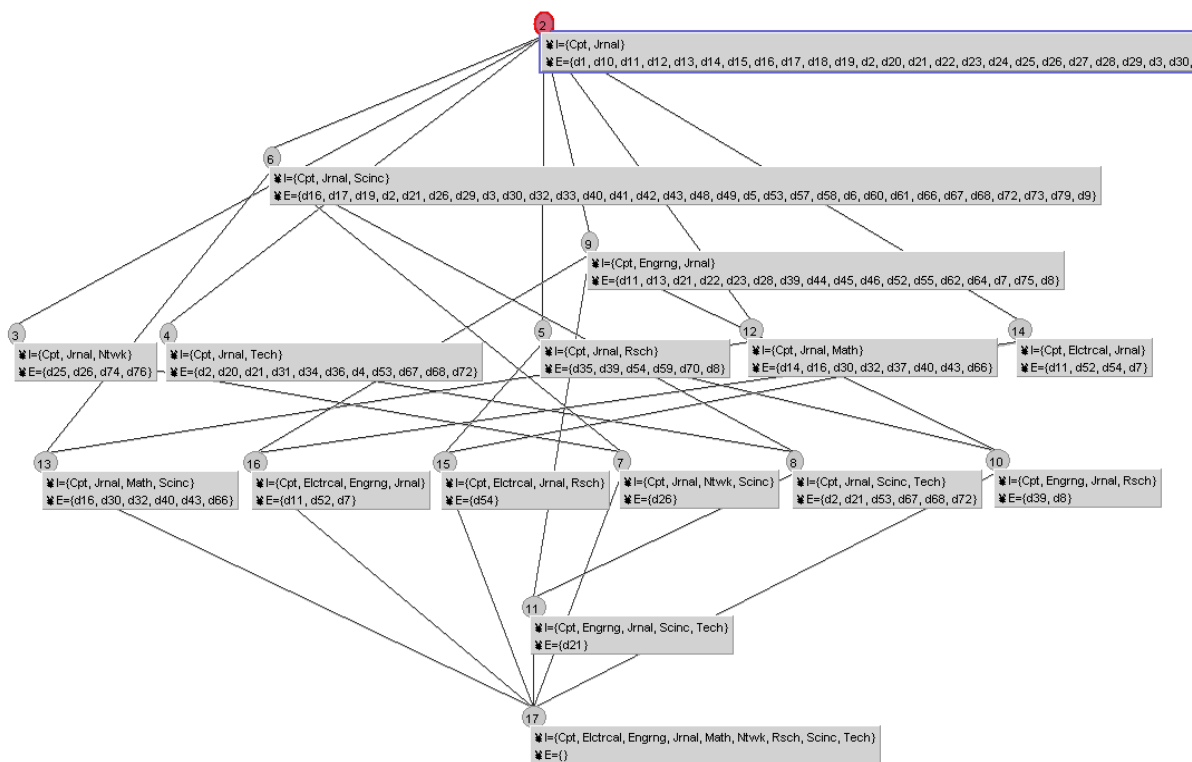 2
¥I={Cpt, Jrnal}
¥E={d1, d10, d11, d12, d13, d14, d15, d16, d17, d18, d19, d2, d20, d21, d22, d23, d24, d25, d26, d27, d28, d29, d3, d30,
6
¥I={Cpt, Jrnal, Scinc}
¥E={d16, d17, d19, d2, d21, d26, d29, d3, d30, d32, d33, d40, d41, d42, d43, d48, d49, d5, d53, d57, d58, d6, d60, d61, d66, d67, d68, d72, d73, d79, d9}
9
¥I={Cpt, Engrng, Jrnal}
¥E={d11, d13, d21, d22, d23, d28, d39, d44, d45, d46, d52, d55, d62, d64, d7, d75, d8}
3
¥I={Cpt, Jrnal, Ntwk}
¥E={d25, d26, d74, d76}
4
¥I={Cpt, Jrnal, Tech}
¥E={d2, d20, d21, d31, d34, d36, d4, d53, d67, d68, d72}
5
¥I={Cpt, Jrnal, Rsch}
¥E={d35, d39, d54, d59, d70, d8}
12
¥I={Cpt, Jrnal, Math}
¥E={d14, d16, d30, d32, d37, d40, d43, d66}
14
¥I={Cpt, Elctrcal, Jrnal}
¥E={d11, d52, d54, d7}
13
¥I={Cpt, Jrnal, Math, Scinc}
¥E={d16, d30, d32, d40, d43, d66}
16
¥I={Cpt, Elctrcal, Engrng, Jrnal}
¥E={d11, d52, d7}
15
¥I={Cpt, Elctrcal, Jrnal, Rsch}
¥E={d54}
7
¥I={Cpt, Jrnal, Ntwk, Scinc}
¥E={d26}
8
¥I={Cpt, Jrnal, Scinc, Tech}
¥E={d2, d21, d53, d67, d68, d72}
10
¥I={Cpt, Engrng, Jrnal, Rsch}
¥E={d39, d8}
11
¥I={Cpt, Engrng, Jrnal, Scinc, Tech}
¥E={d21}
17
¥I={Cpt, Elctrcal, Engrng, Jrnal, Math, Ntwk, Rsch, Scinc, Tech}
¥E={}